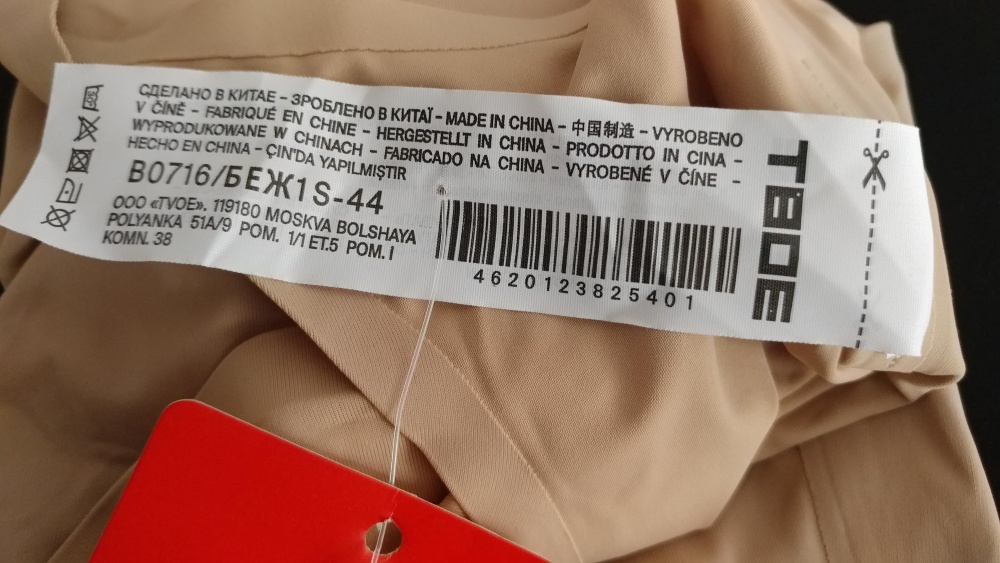 СДЕЛАНО В КИТАЕ - ЗРОБЛЕНО В КИТАЇ - MADE IN CHINA - 中国制造 - VYROBENO
V ČÍNĚ - FABRIQUÉ EN CHINE - HERGESTELLT IN CHINA - PRODOTTO IN CINA -
WYPRODUKOWANE W CHINACH - FABRICADO NA CHINA - VYROBENÉ V ČÍNE -
HECHO EN CHINA - ÇIN'DA YAPILMIŞTIR
B0716/БЕЖ1S-44
ООО «TVOE». 119180 MOSKVA BOLSHAYA
POLYANKA 51A/9 POM. 1/1 ET.5 POM. I
KOMN. 38
4620123825401
ТВОЕ